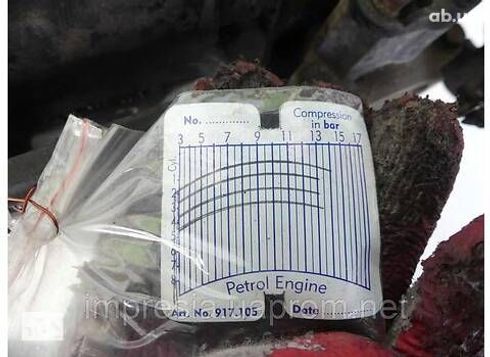 ab.u
No. ............
Compression
in bar
3 5 7 9 11 13 15 17
Cyl.
Petrol Engine
Art. No. 917.105
Date ............
impresia.uaprom.net